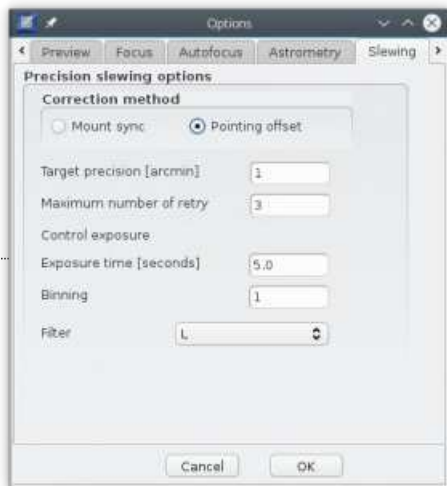 Options
Preview Focus Autofocus Astrometry Slewing
Precision slewing options
Correction method
Mount sync Pointing offset
Target precision [arcmin] 1
Maximum number of retry 3
Control exposure
Exposure time [seconds] 5.0
Binning 1
Filter L
Cancel OK